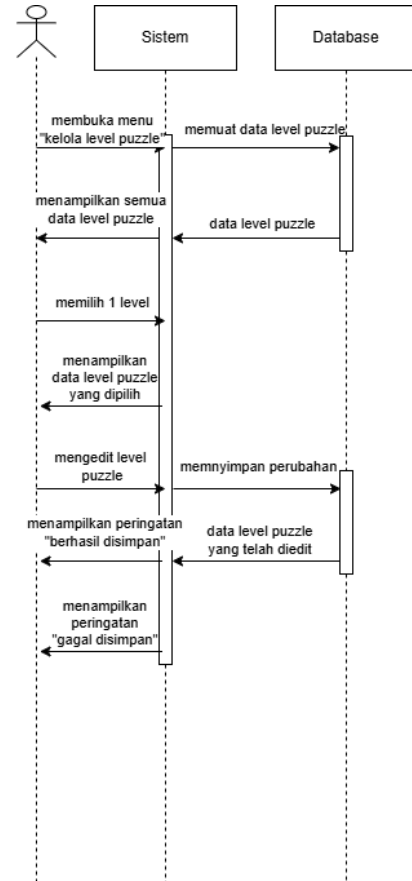 Sistem
Database
membuka menu
"kelola level puzzle"
memuat data level puzzle
menampilkan semua
data level puzzle
data level puzzle
memilih 1 level
menampilkan
data level puzzle
yang dipilih
mengedit level
puzzle
memnyimpan perubahan
menampilkan peringatan
"berhasil disimpan"
data level puzzle
yang telah diedit
menampilkan
peringatan
"gagal disimpan"